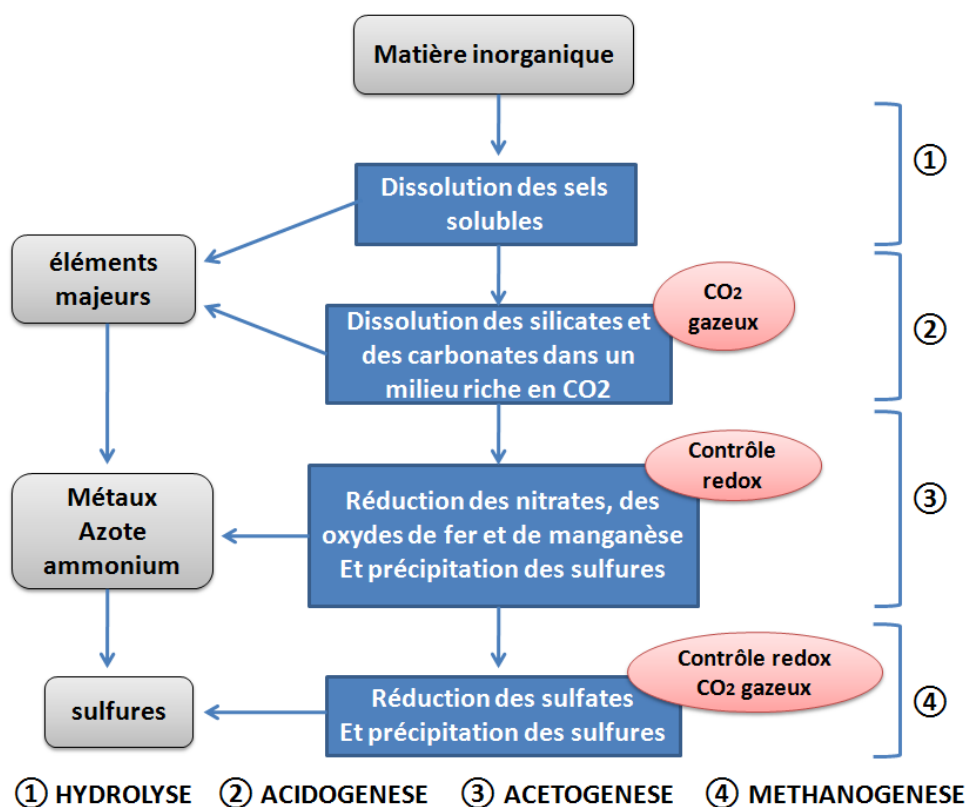 Matière inorganique
①
Dissolution des sels
solubles
éléments
majeurs
CO₂
gazeux
②
Dissolution des silicates et
des carbonates dans un
milieu riche en CO2
Contrôle
redox
③
Métaux
Azote
ammonium
Réduction des nitrates, des
oxydes de fer et de manganèse
Et précipitation des sulfures
Contrôle redox
CO₂ gazeux
④
sulfures
Réduction des sulfates
Et précipitation des sulfures
① HYDROLYSE ② ACIDOGENESE ③ ACETOGENESE ④ METHANOGENESE